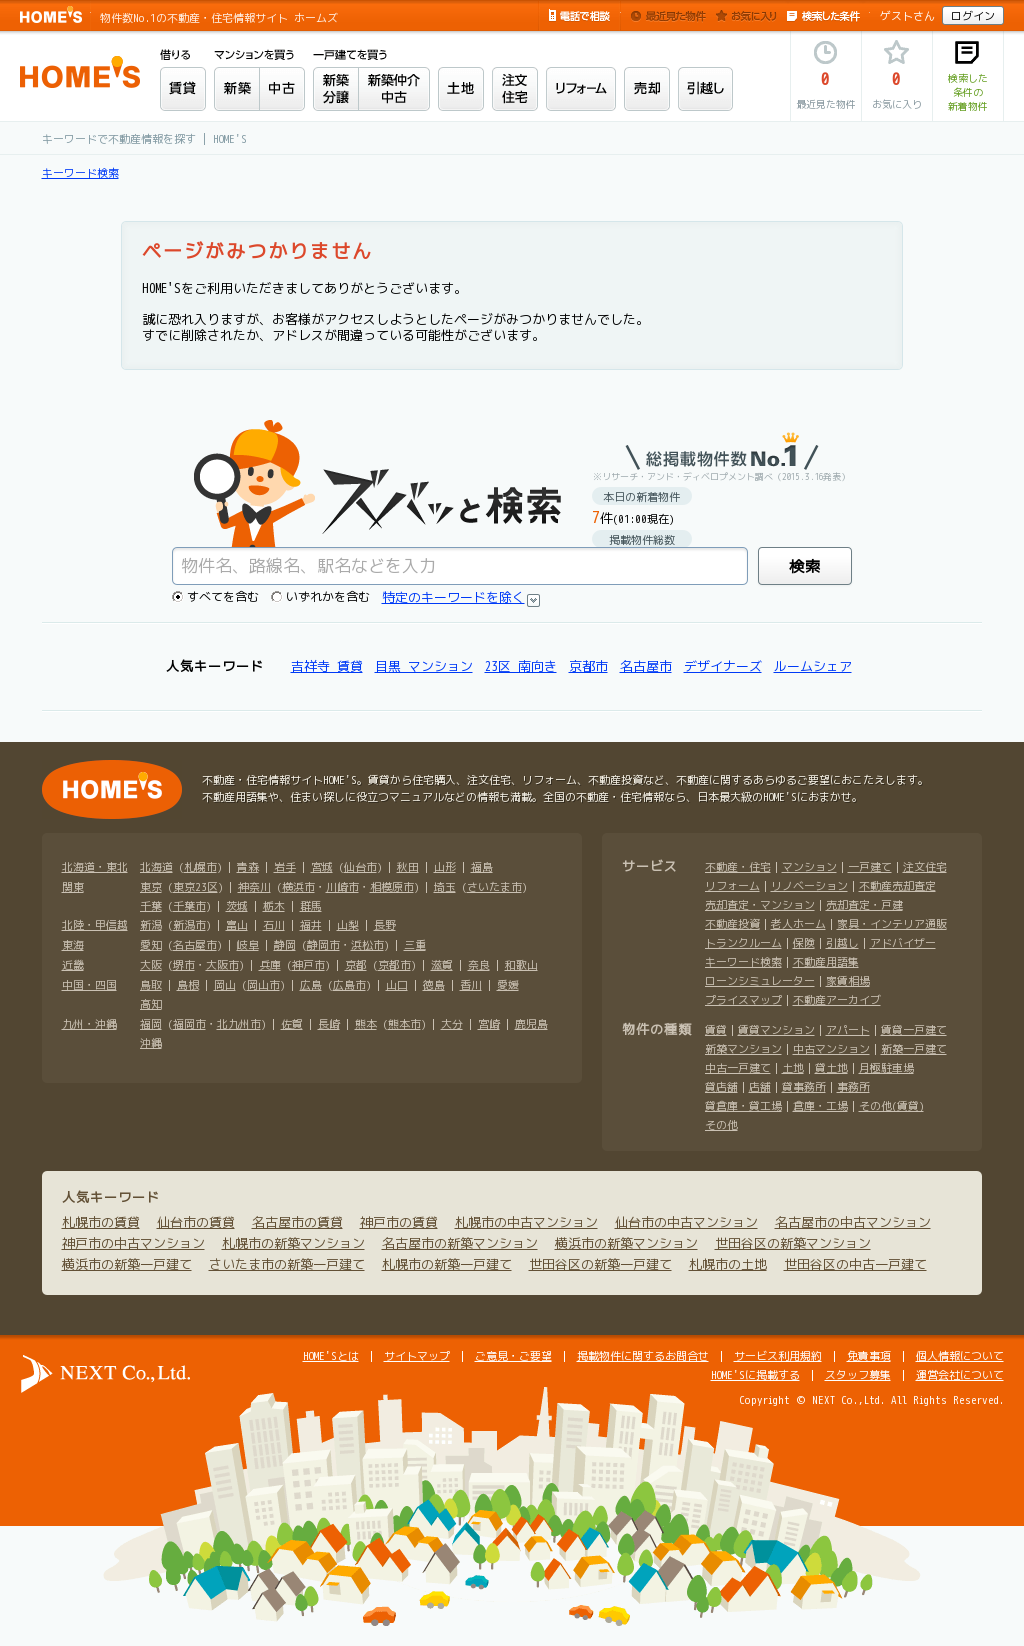 HOME'S 物件数No.1の不動産・住宅情報サイト ホームズ 電話で相談 最近見た物件 お気に入り 検索した条件 ゲストさん ログイン
HOME'S
借りる マンションを買う 一戸建てを買う
賃貸 新築 中古 新築分譲 新築仲介中古 土地 注文住宅 リフォーム 売却 引越し
0 最近見た物件
0 お気に入り
検索した
条件の
新着物件
キーワードで不動産情報を探す | HOME'S
キーワード検索
ページがみつかりません
HOME'Sをご利用いただきましてありがとうございます。
誠に恐れ入りますが、お客様がアクセスしようとしたページがみつかりませんでした。
すでに削除されたか、アドレスが間違っている可能性がございます。
ズバッと検索
総掲載物件数No.1
※リサーチ・アンド・ディベロプメント調べ (2015.3.16発表)
本日の新着物件
7件(01:00現在)
掲載物件総数
物件名、路線名、駅名などを入力 検索
すべてを含む いずれかを含む 特定のキーワードを除く
人気キーワード 吉祥寺 賃貸 目黒 マンション 23区 南向き 京都市 名古屋市 デザイナーズ ルームシェア
HOME'S
不動産・住宅情報サイトHOME'S。賃貸から住宅購入、注文住宅、リフォーム、不動産投資など、不動産に関するあらゆるご要望におこたえします。
不動産用語集や、住まい探しに役立つマニュアルなどの情報も満載。全国の不動産・住宅情報なら、日本最大級のHOME'Sにおまかせ。
北海道・東北 北海道 (札幌市) | 青森 | 岩手 | 宮城 (仙台市) | 秋田 | 山形 | 福島
関東 東京 (東京23区) | 神奈川 (横浜市・川崎市・相模原市) | 埼玉 (さいたま市)
千葉 (千葉市) | 茨城 | 栃木 | 群馬
北陸・甲信越 新潟 (新潟市) | 富山 | 石川 | 福井 | 山梨 | 長野
東海 愛知 (名古屋市) | 岐阜 | 静岡 (静岡市・浜松市) | 三重
近畿 大阪 (堺市・大阪市) | 兵庫 (神戸市) | 京都 (京都市) | 滋賀 | 奈良 | 和歌山
中国・四国 鳥取 | 島根 | 岡山 (岡山市) | 広島 (広島市) | 山口 | 徳島 | 香川 | 愛媛
高知
九州・沖縄 福岡 (福岡市・北九州市) | 佐賀 | 長崎 | 熊本 (熊本市) | 大分 | 宮崎 | 鹿児島
沖縄
サービス 不動産・住宅 | マンション | 一戸建て | 注文住宅
リフォーム | リノベーション | 不動産売却査定
売却査定・マンション | 売却査定・戸建
不動産投資 | 老人ホーム | 家具・インテリア通販
トランクルーム | 保険 | 引越し | アドバイザー
キーワード検索 | 不動産用語集
ローンシミュレーター | 家賃相場
プライスマップ | 不動産アーカイブ
物件の種類 賃貸 | 賃貸マンション | アパート | 賃貸一戸建て
新築マンション | 中古マンション | 新築一戸建て
中古一戸建て | 土地 | 貸土地 | 月極駐車場
貸店舗 | 店舗 | 貸事務所 | 事務所
貸倉庫・貸工場 | 倉庫・工場 | その他(賃貸)
その他
人気キーワード
札幌市の賃貸 仙台市の賃貸 名古屋市の賃貸 神戸市の賃貸 札幌市の中古マンション 仙台市の中古マンション 名古屋市の中古マンション
神戸市の中古マンション 札幌市の新築マンション 名古屋市の新築マンション 横浜市の新築マンション 世田谷区の新築マンション
横浜市の新築一戸建て さいたま市の新築一戸建て 札幌市の新築一戸建て 世田谷区の新築一戸建て 札幌市の土地 世田谷区の中古一戸建て
NEXT Co.,Ltd.
HOME'Sとは | サイトマップ | ご意見・ご要望 | 掲載物件に関するお問合せ | サービス利用規約 | 免責事項 | 個人情報について
HOME'Sに掲載する | スタッフ募集 | 運営会社について
Copyright © NEXT Co.,Ltd. All Rights Reserved.